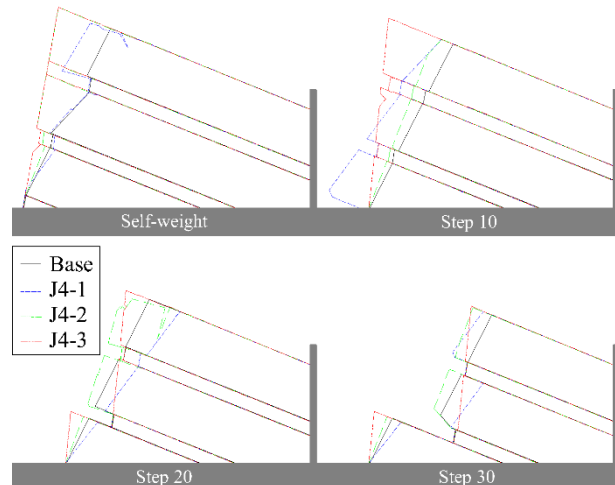 Self-weight
Step 10
Base
J4-1
J4-2
J4-3
Step 20
Step 30